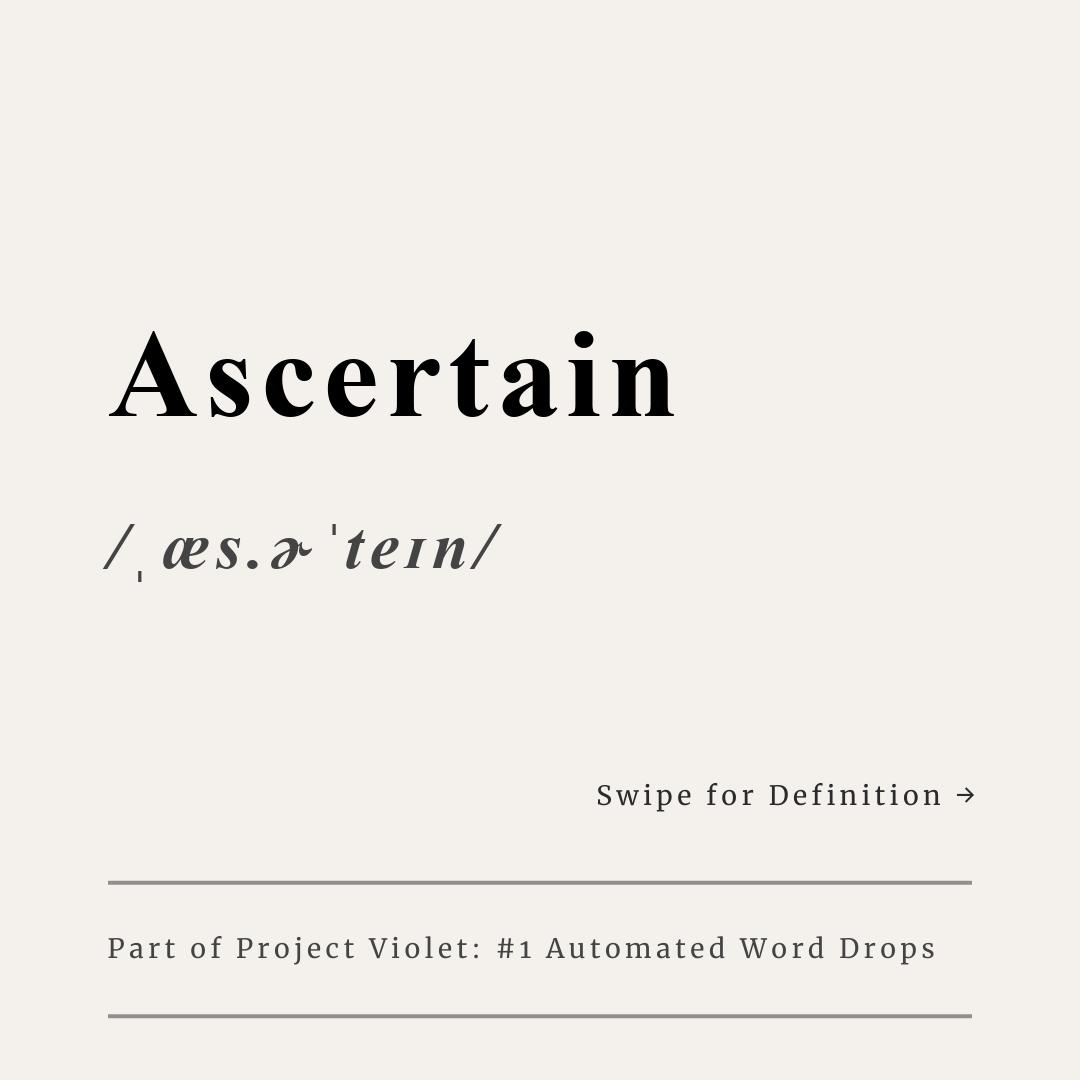 Ascertain
/ˌæs.ɚˈteɪn/
Swipe for Definition →
Part of Project Violet: #1 Automated Word Drops